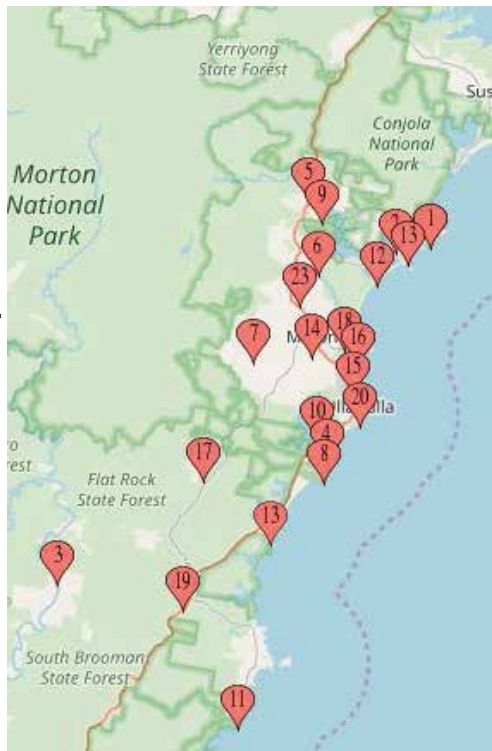 Yerriyong
State Forest
Sus
Conjola
National
Park
Morton
National
Park
5
9
1
2
13
6
12
23
18
14
16
7
15
20
10
lla
4
17
8
Flat Rock
State Forest
13
3
19
South Brooman
State Forest
11